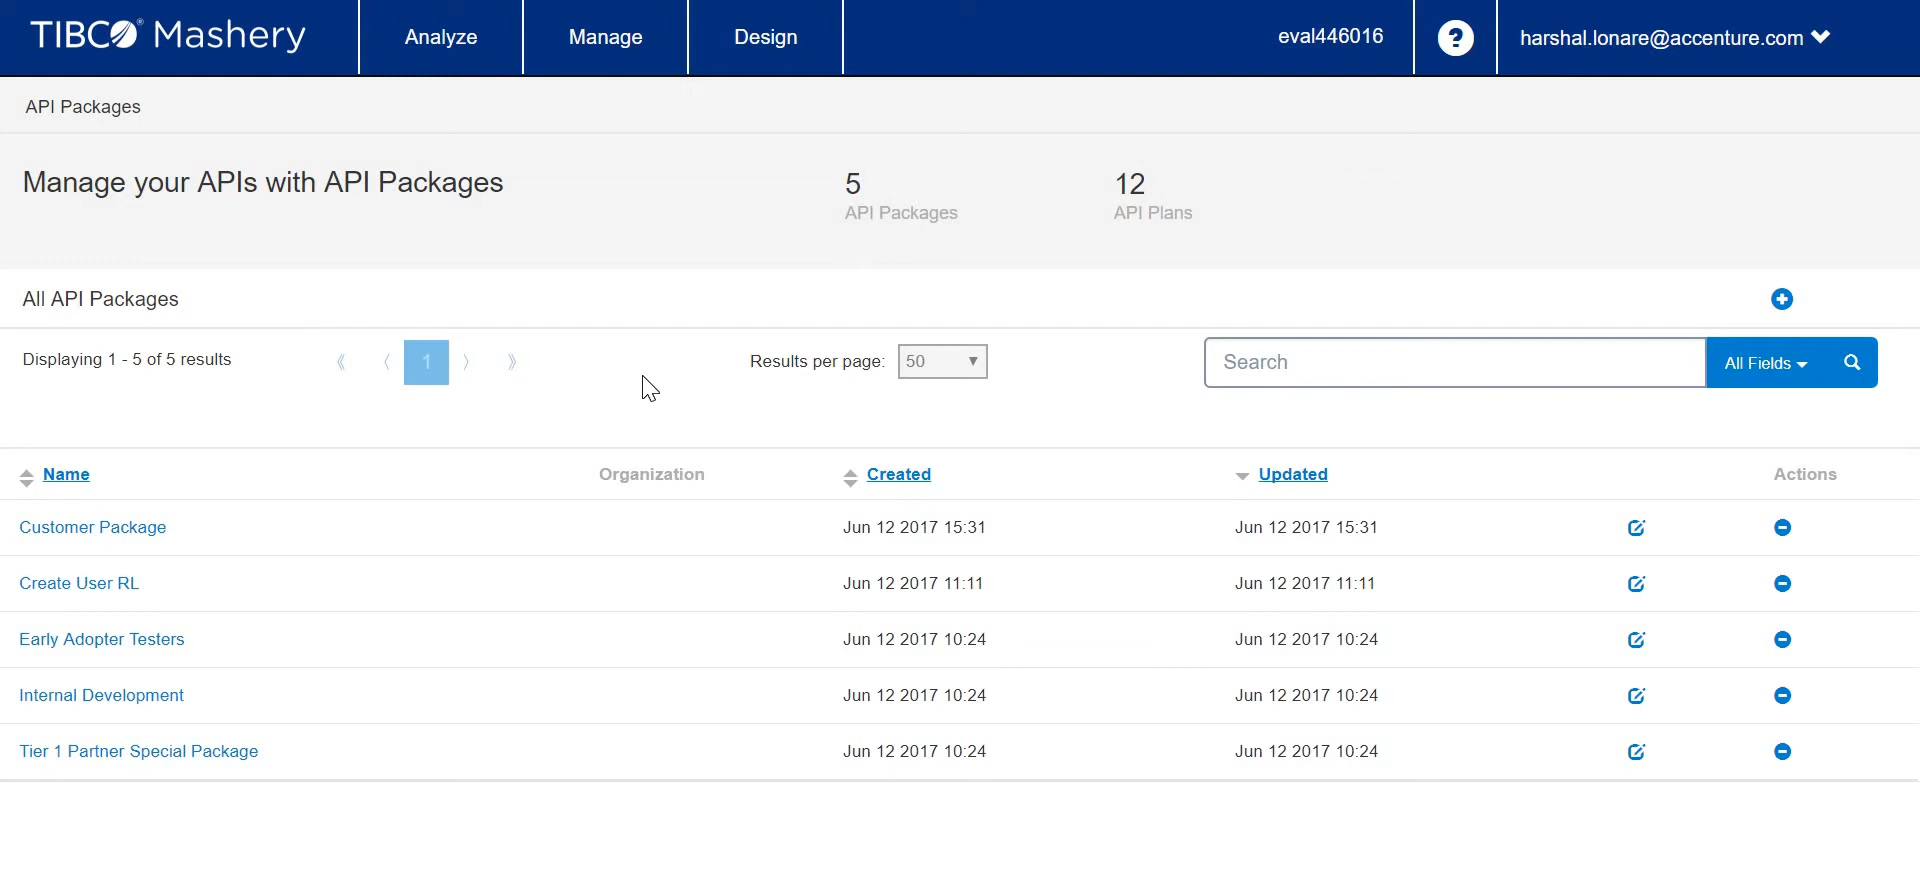 TIBCO® Mashery Analyze Manage Design eval446016 ? harshal.lonare@accenture.com
API Packages
Manage your APIs with API Packages 5 12
API Packages API Plans
All API Packages
Displaying 1 - 5 of 5 results 《 〈 1 〉 》 Results per page: 50 Search All Fields
Name Organization Created Updated Actions
Customer Package Jun 12 2017 15:31 Jun 12 2017 15:31
Create User RL Jun 12 2017 11:11 Jun 12 2017 11:11
Early Adopter Testers Jun 12 2017 10:24 Jun 12 2017 10:24
Internal Development Jun 12 2017 10:24 Jun 12 2017 10:24
Tier 1 Partner Special Package Jun 12 2017 10:24 Jun 12 2017 10:24